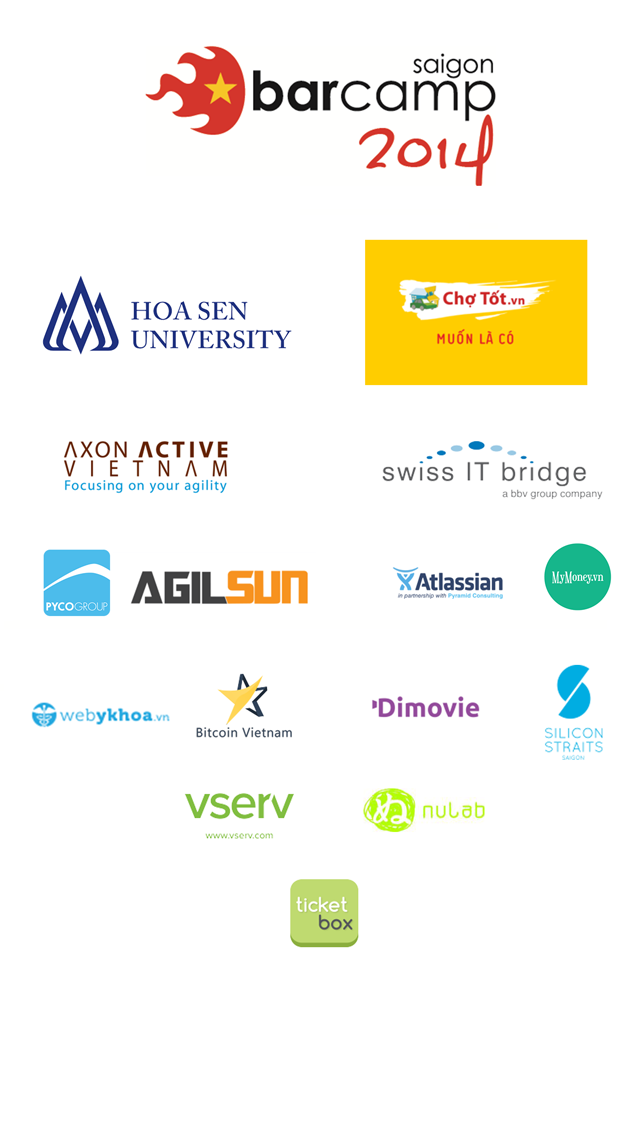 saigon
barcamp
2014
HOA SEN
UNIVERSITY
Chợ Tốt.vn
MUỐN LÀ CÓ
AXON ACTIVE
VIETNAM
Focusing on your agility
swiss IT bridge
a bbv group company
PYCOGROUP
AGILSUN
Atlassian
in partnership with Pyramid Consulting
MyMoney.vn
webykhoa.vn
Bitcoin Vietnam
Dimovie
SILICON
STRAITS
SAIGON
vserv
www.vserv.com
nulab
ticket
box